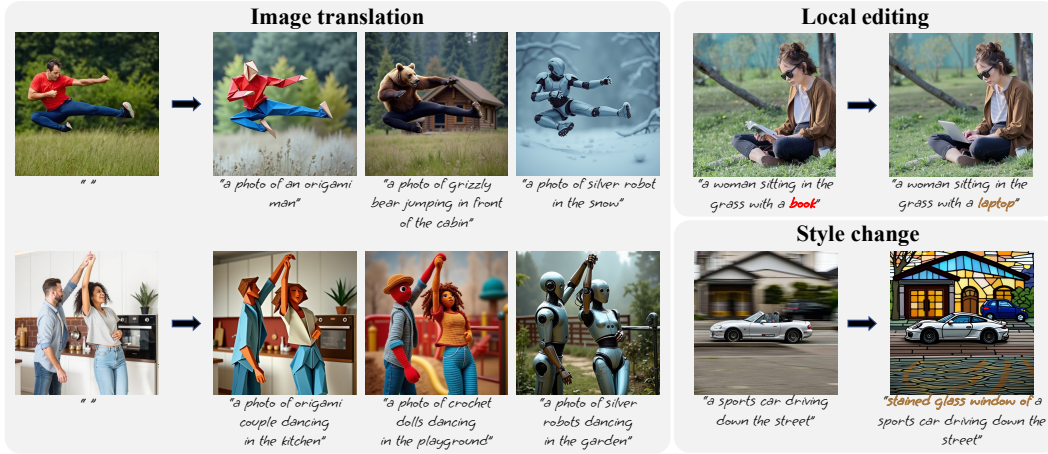 Image translation
" "
"a photo of an origami
man"
"a photo of grizzly
bear jumping in front
of the cabin"
"a photo of silver robot
in the snow"
" "
"a photo of origami
couple dancing
in the kitchen"
"a photo of crochet
dolls dancing
in the playground"
"a photo of silver
robots dancing
in the garden"
Local editing
"a woman sitting in the
grass with a book"
"a woman sitting in the
grass with a laptop"
Style change
"a sports car driving
down the street"
"stained glass window of a
sports car driving down the
street"